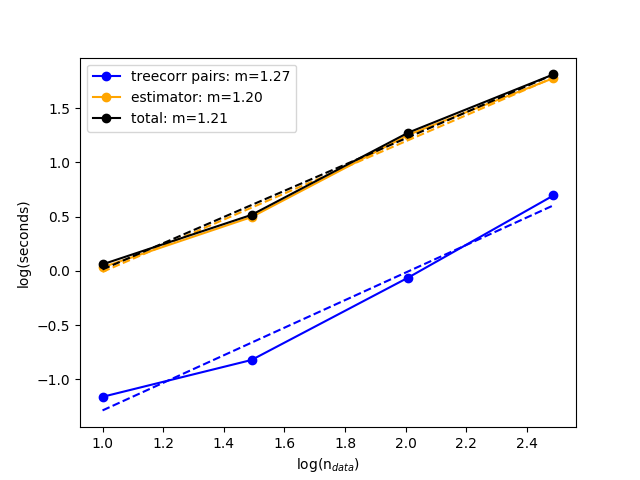 treecorr pairs: m=1.27
estimator: m=1.20
total: m=1.21
1.5
1.0
0.5
0.0
−0.5
−1.0
log(seconds)
1.0 1.2 1.4 1.6 1.8 2.0 2.2 2.4
log(n_data)